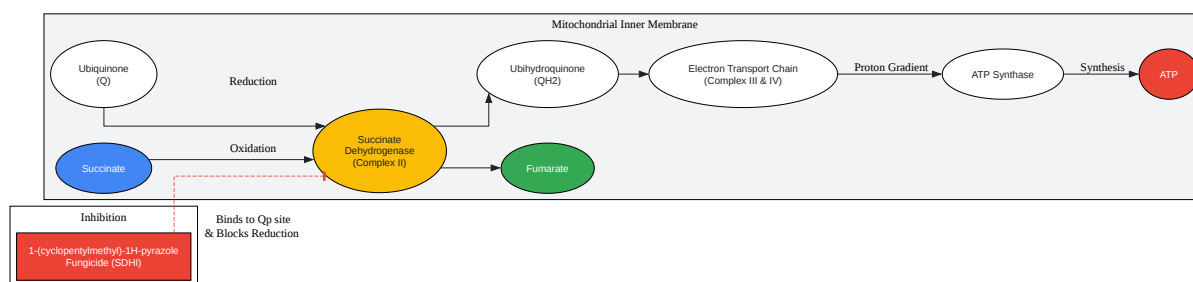 Mitochondrial Inner Membrane
Ubiquinone
(Q)
Reduction
Ubihydroquinone
(QH2)
Electron Transport Chain
(Complex III & IV)
Proton Gradient
ATP Synthase
Synthesis
ATP
Succinate
Oxidation
Succinate
Dehydrogenase
(Complex II)
Fumarate
Inhibition
Binds to Qp site
& Blocks Reduction
1-(cyclopentylmethyl)-1H-pyrazole
Fungicide (SDHI)